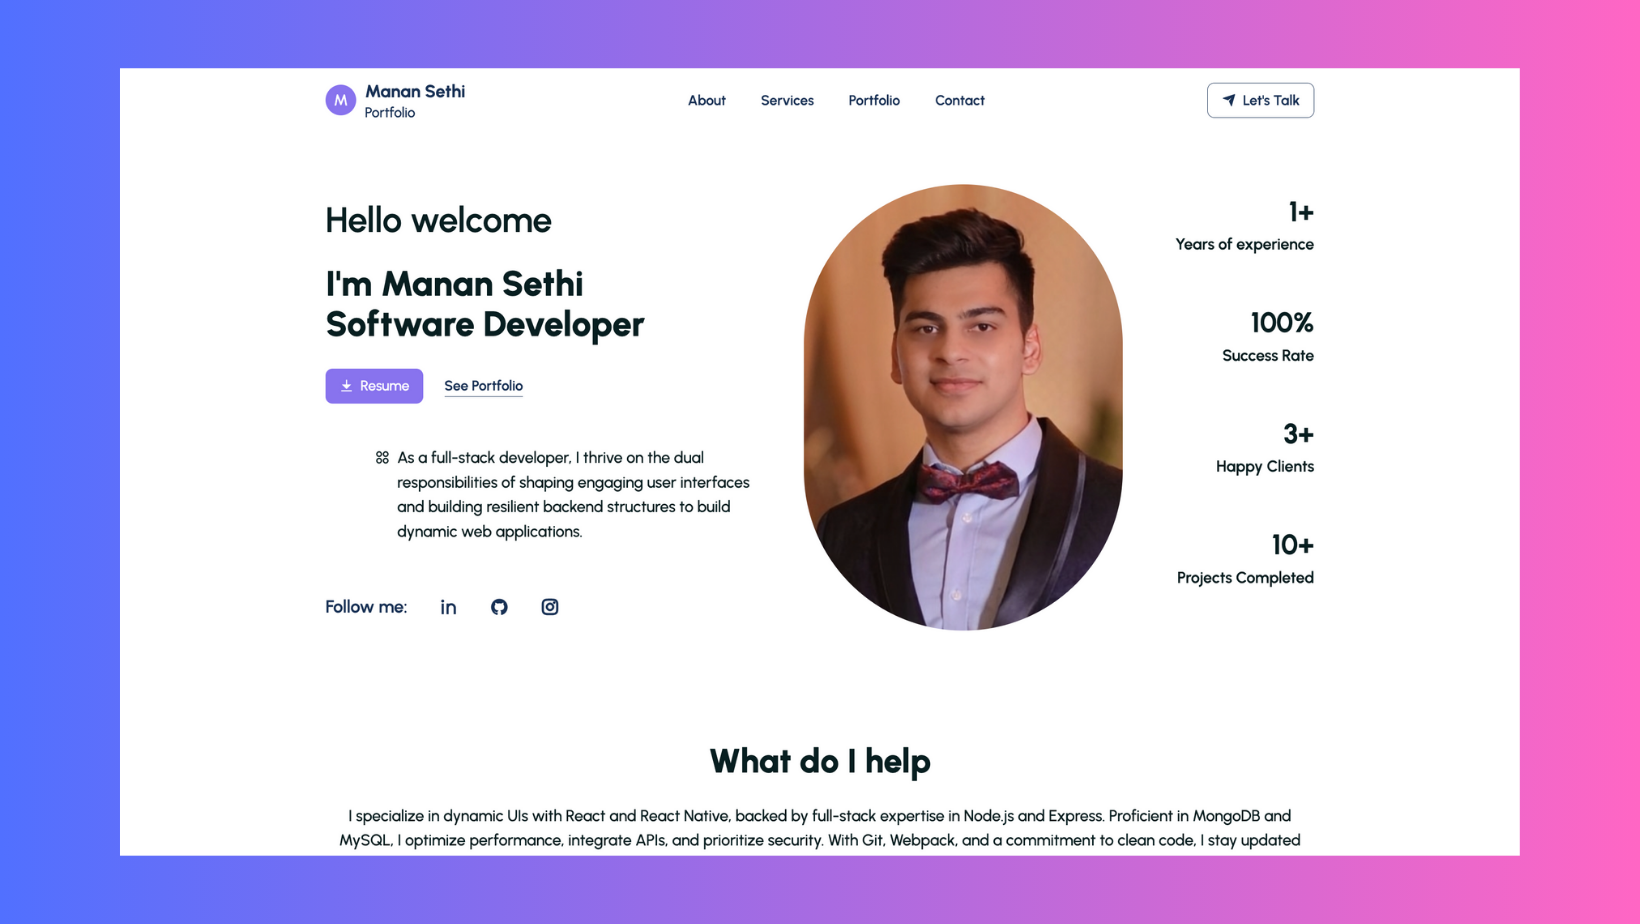 M
Manan Sethi
Portfolio
About
Services
Portfolio
Contact
Let's Talk
Hello welcome
I'm Manan Sethi
Software Developer
Resume
See Portfolio
As a full-stack developer, I thrive on the dual
responsibilities of shaping engaging user interfaces
and building resilient backend structures to build
dynamic web applications.
Follow me:
in
1+
Years of experience
100%
Success Rate
3+
Happy Clients
10+
Projects Completed
What do I help
I specialize in dynamic UIs with React and React Native, backed by full-stack expertise in Node.js and Express. Proficient in MongoDB and
MySQL, I optimize performance, integrate APIs, and prioritize security. With Git, Webpack, and a commitment to clean code, I stay updated